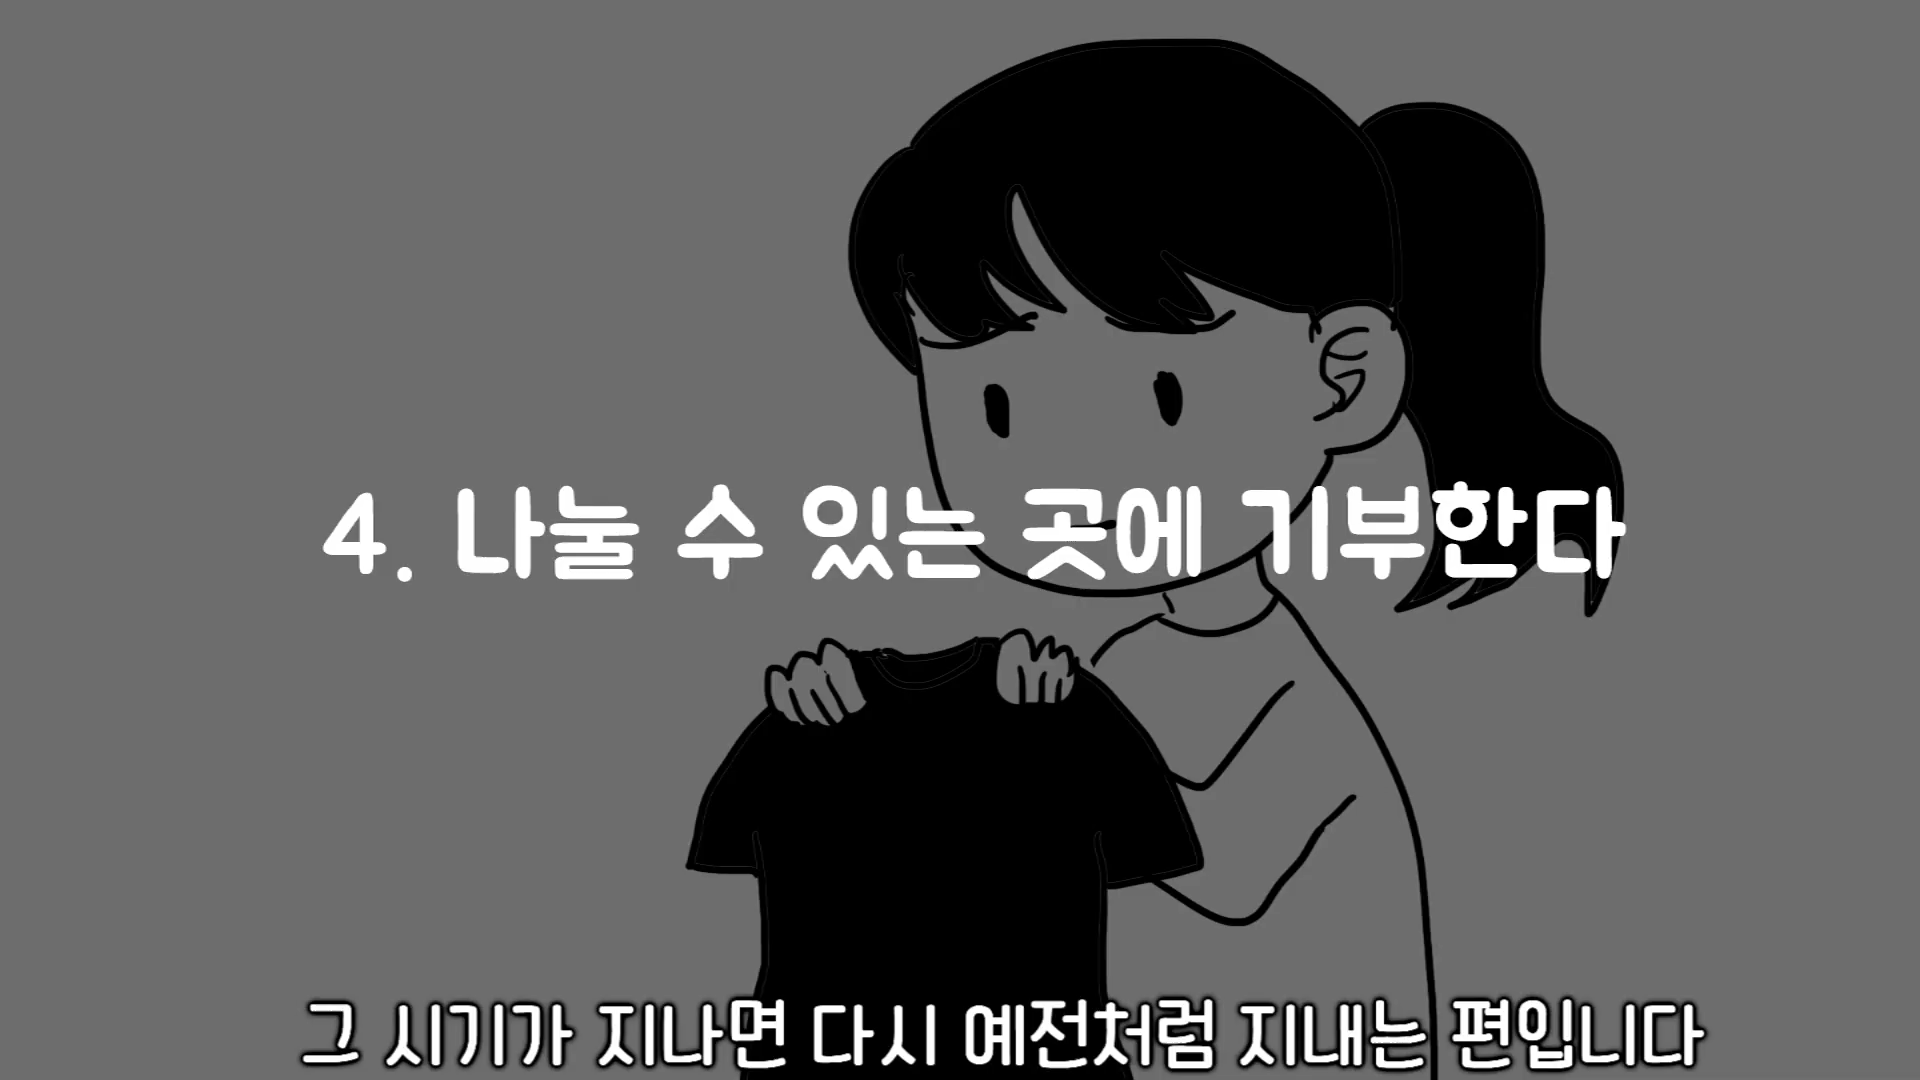 4. 나눌 수 있는 곳에 기부한다
그 시기가 지나면 다시 예전처럼 지내는 편입니다